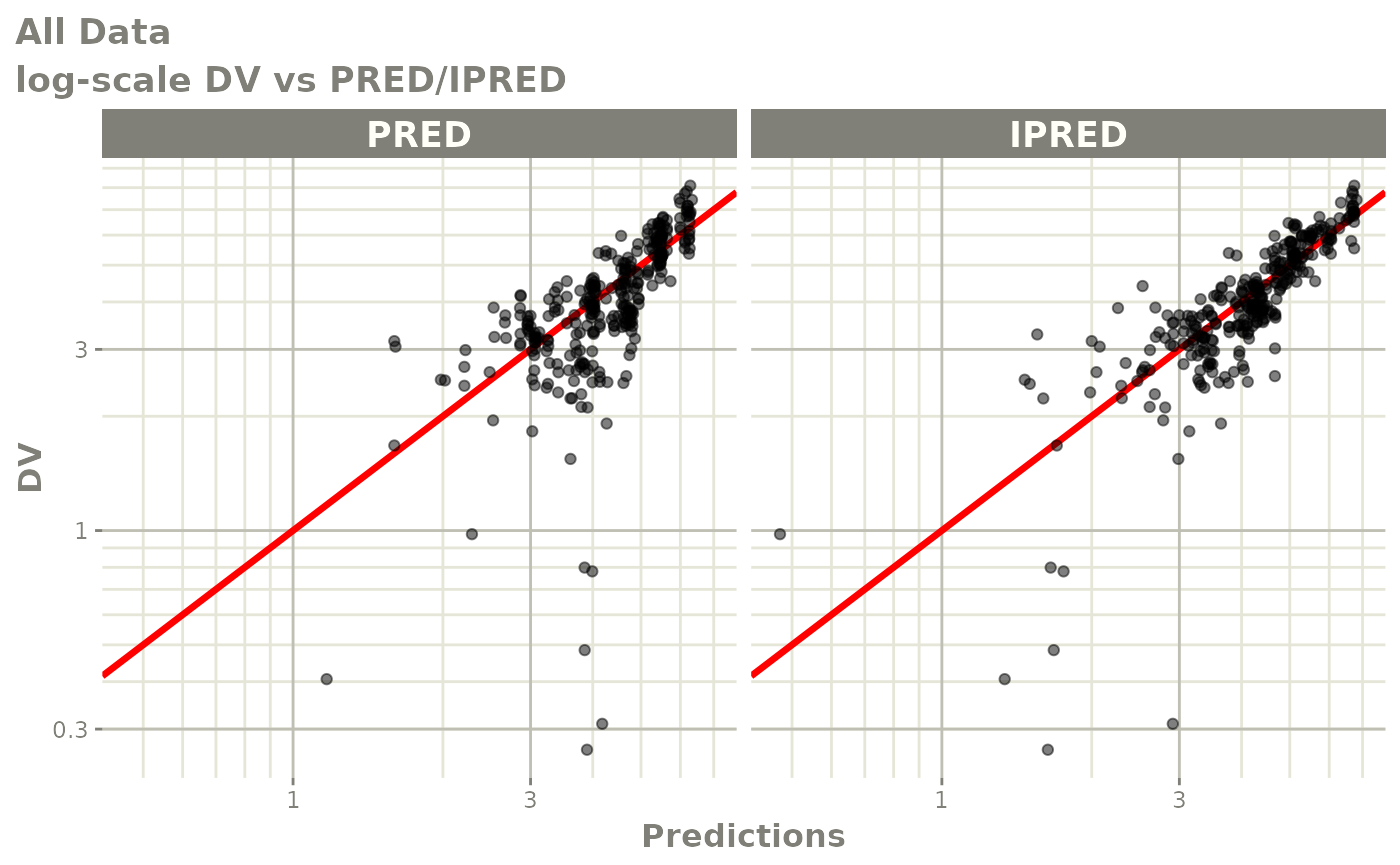 All Data
log-scale DV vs PRED/IPRED
PRED
IPRED
DV
3
1
0.3
1
3
1
3
Predictions